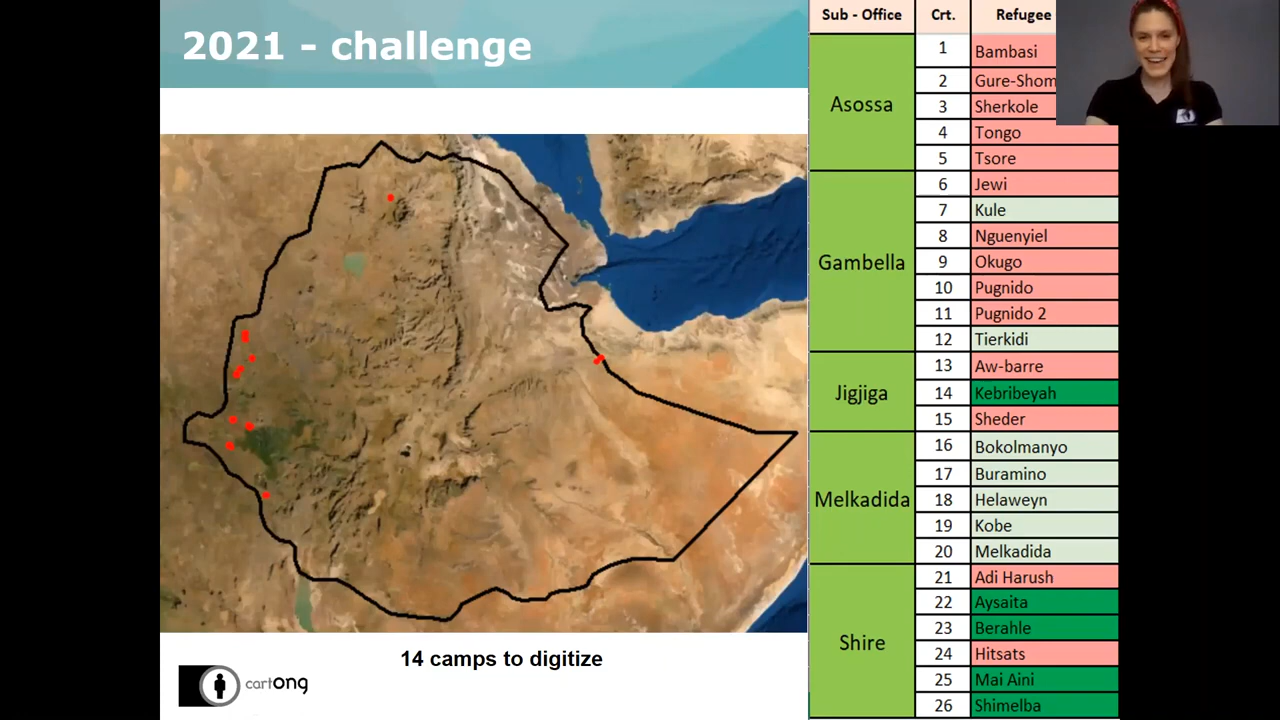 2021 - challenge
14 camps to digitize
cartONG
Sub - Office Crt. Refugee
Asossa
1 Bambasi
2 Gure-Shom
3 Sherkole
4 Tongo
5 Tsore
Gambella
6 Jewi
7 Kule
8 Nguenyiel
9 Okugo
10 Pugnido
11 Pugnido 2
12 Tierkidi
Jigjiga
13 Aw-barre
14 Kebribeyah
15 Sheder
Melkadida
16 Bokolmanyo
17 Buramino
18 Helaweyn
19 Kobe
20 Melkadida
Shire
21 Adi Harush
22 Aysaita
23 Berahle
24 Hitsats
25 Mai Aini
26 Shimelba